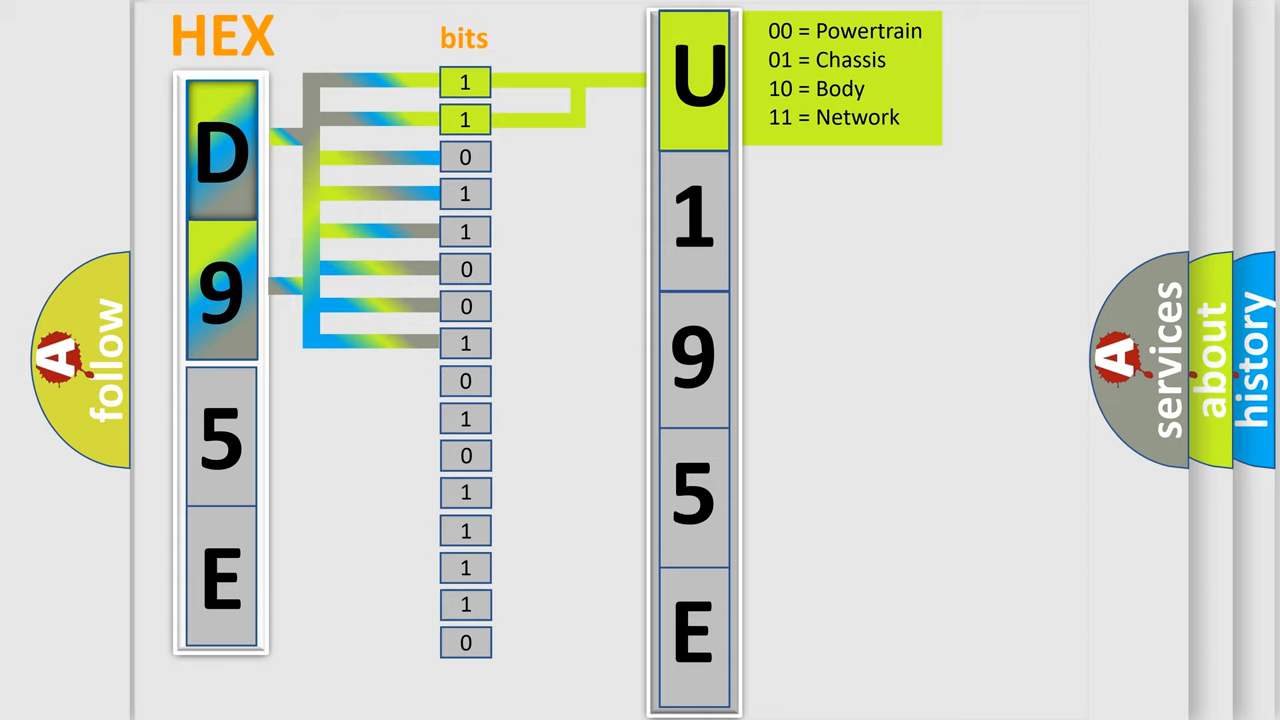 HEX
bits
D
9
5
E
1
1
0
1
1
0
0
1
0
1
0
1
1
1
1
0
U
1
9
5
E
00 = Powertrain
01 = Chassis
10 = Body
11 = Network
A
follow
A
services
about
history